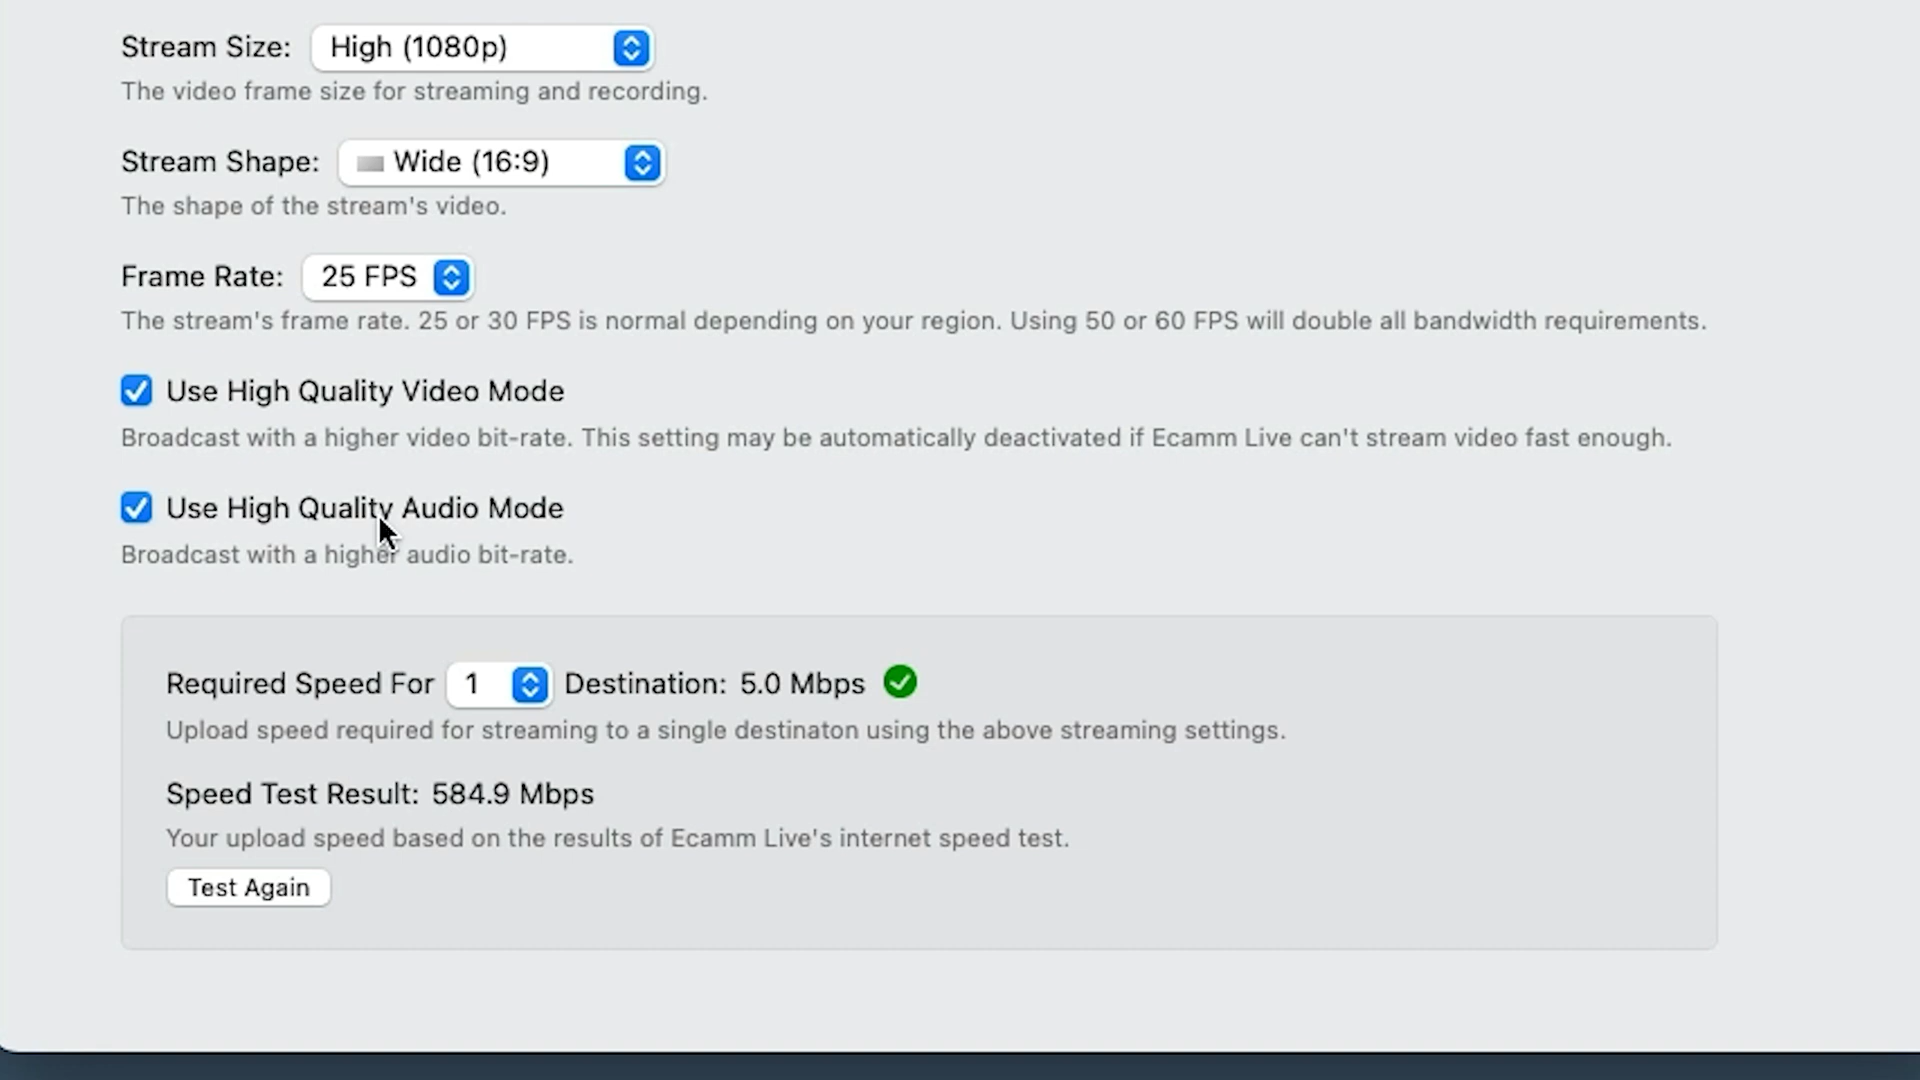 Stream Size: High (1080p)
The video frame size for streaming and recording.
Stream Shape: Wide (16:9)
The shape of the stream's video.
Frame Rate: 25 FPS
The stream's frame rate. 25 or 30 FPS is normal depending on your region. Using 50 or 60 FPS will double all bandwidth requirements.
Use High Quality Video Mode
Broadcast with a higher video bit-rate. This setting may be automatically deactivated if Ecamm Live can't stream video fast enough.
Use High Quality Audio Mode
Broadcast with a higher audio bit-rate.
Required Speed For 1 Destination: 5.0 Mbps
Upload speed required for streaming to a single destinaton using the above streaming settings.
Speed Test Result: 584.9 Mbps
Your upload speed based on the results of Ecamm Live's internet speed test.
Test Again